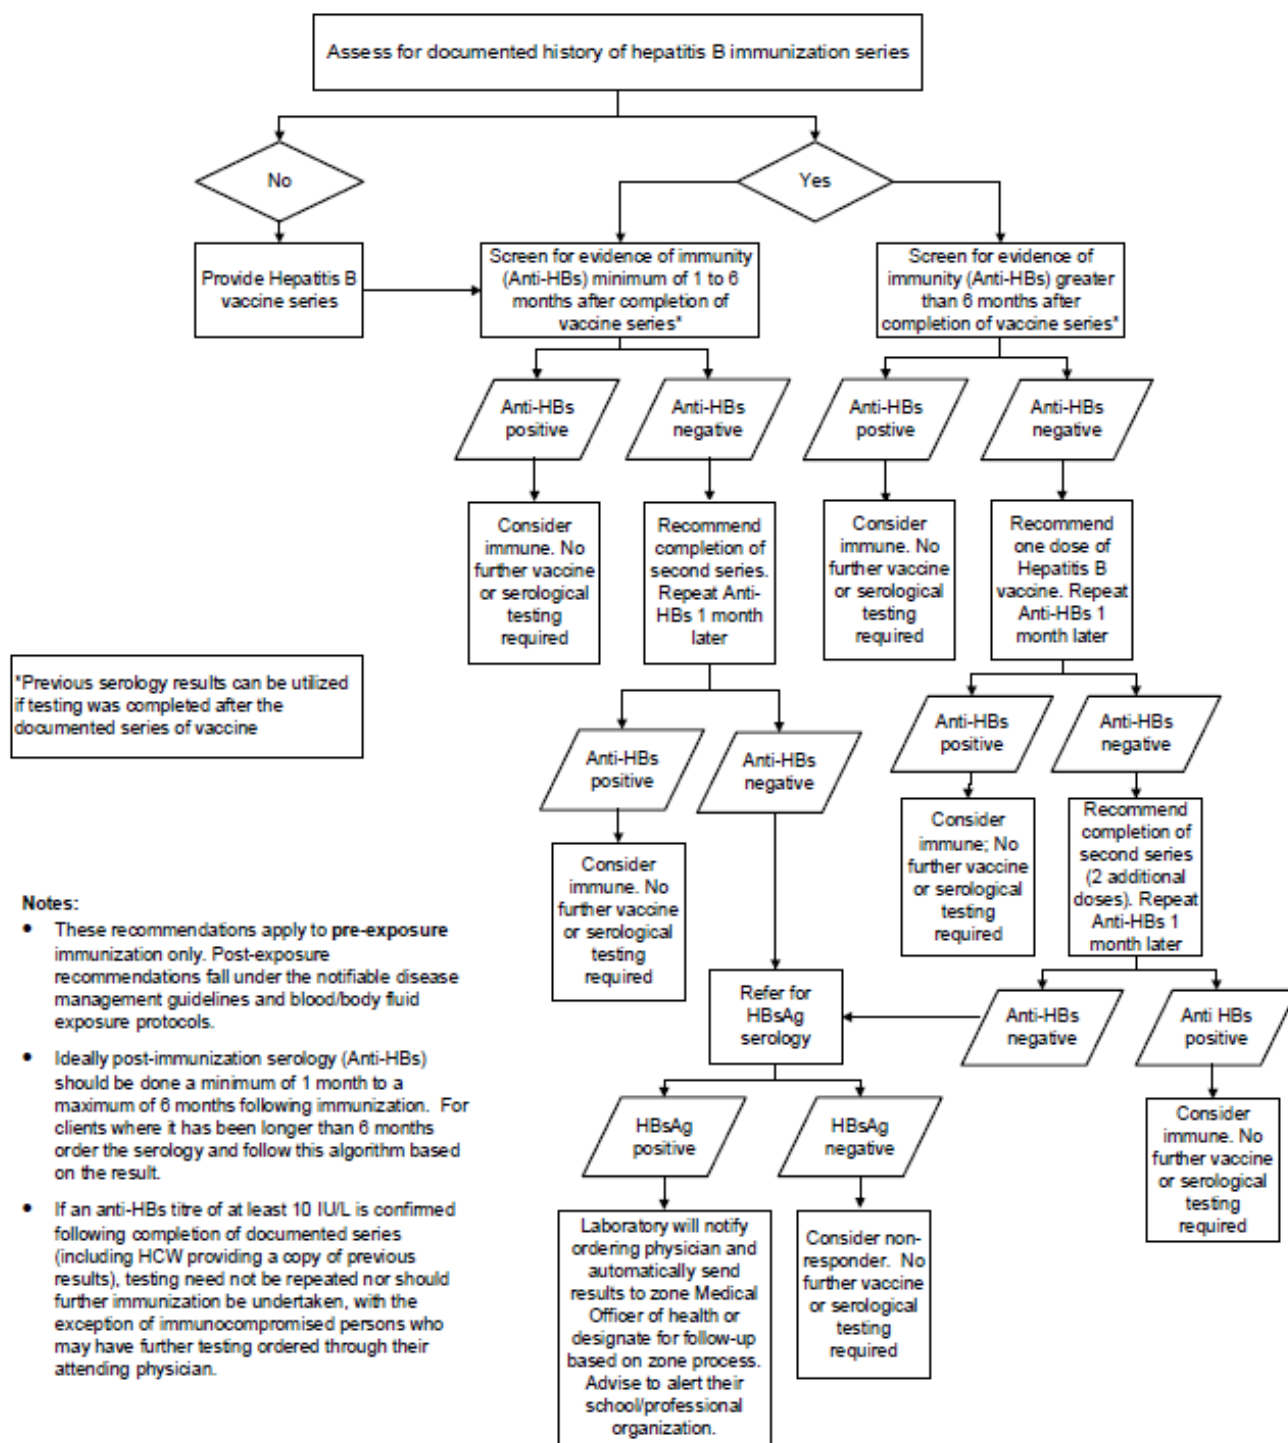 Assess for documented history of hepatitis B immunization series
No
Yes
Provide Hepatitis B
vaccine series
Screen for evidence of immunity
(Anti-HBs) minimum of 1 to 6
months after completion of
vaccine series*
Screen for evidence of
immunity (Anti-HBs) greater
than 6 months after
completion of vaccine series*
Anti-HBs
positive
Anti-HBs
negative
Anti-HBs
postive
Anti-HBs
negative
Consider
immune. No
further vaccine
or serological
testing
required
Recommend
completion of
second series.
Repeat Anti-
HBs 1 month
later
Consider
immune. No
further vaccine
or serological
testing
required
Recommend
one dose of
Hepatitis B
vaccine. Repeat
Anti-HBs 1
month later
*Previous serology results can be utilized
if testing was completed after the
documented series of vaccine
Anti-HBs
positive
Anti-HBs
negative
Anti-HBs
positive
Anti-HBs
negative
Consider
immune. No
further vaccine
or serological
testing
required
Consider
immune; No
further vaccine
or serological
testing
required
Recommend
completion of
second series
(2 additional
doses). Repeat
Anti-HBs 1
month later
Refer for
HBsAg
serology
Anti-HBs
negative
Anti HBs
positive
HBsAg
positive
HBsAg
negative
Consider
immune. No
further vaccine
or serological
testing
required
Laboratory will notify
ordering physician and
automatically send
results to zone Medical
Officer of health or
designate for follow-up
based on zone process.
Advise to alert their
school/professional
organization.
Consider non-
responder. No
further vaccine
or serological
testing
required
Notes:
• These recommendations apply to pre-exposure
immunization only. Post-exposure
recommendations fall under the notifiable disease
management guidelines and blood/body fluid
exposure protocols.
• Ideally post-immunization serology (Anti-HBs)
should be done a minimum of 1 month to a
maximum of 6 months following immunization. For
clients where it has been longer than 6 months
order the serology and follow this algorithm based
on the result.
• If an anti-HBs titre of at least 10 IU/L is confirmed
following completion of documented series
(including HCW providing a copy of previous
results), testing need not be repeated nor should
further immunization be undertaken, with the
exception of immunocompromised persons who
may have further testing ordered through their
attending physician.